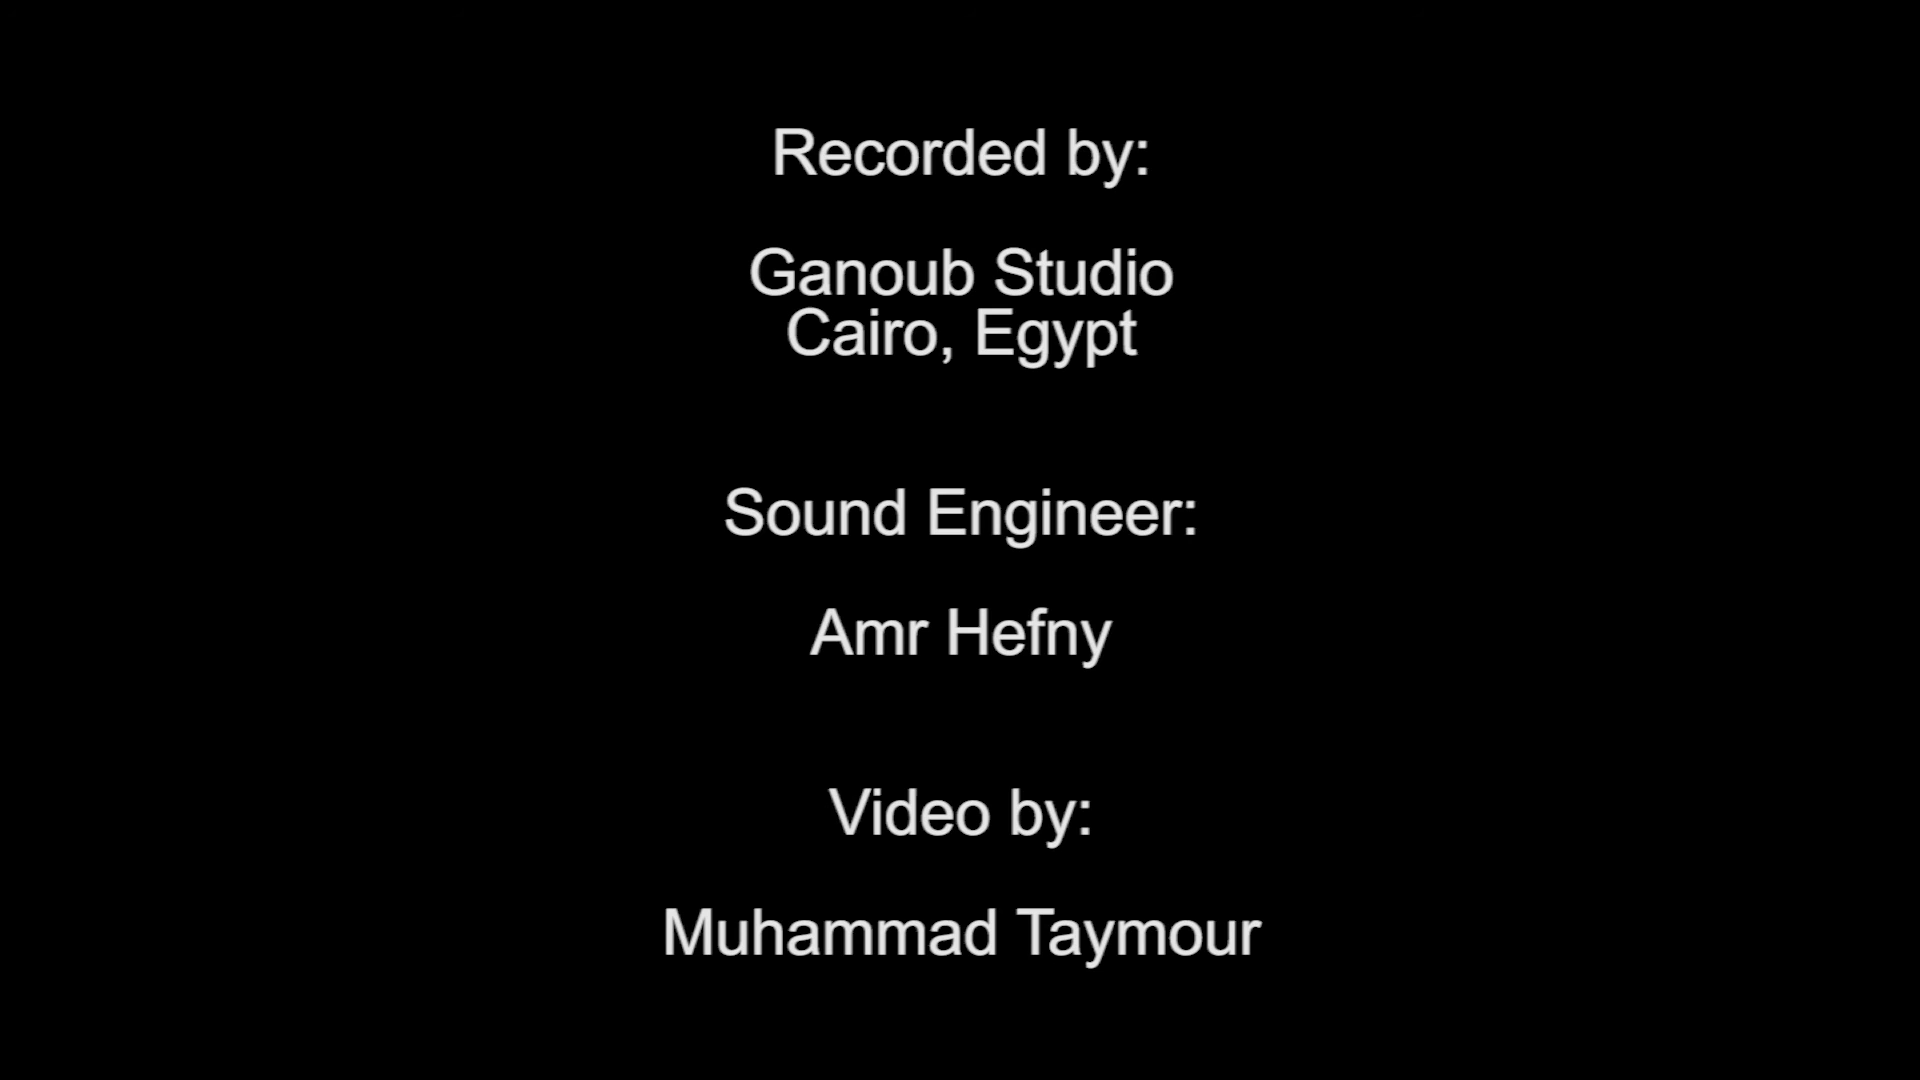 Recorded by:
Ganoub Studio
Cairo, Egypt
Sound Engineer:
Amr Hefny
Video by:
Muhammad Taymour